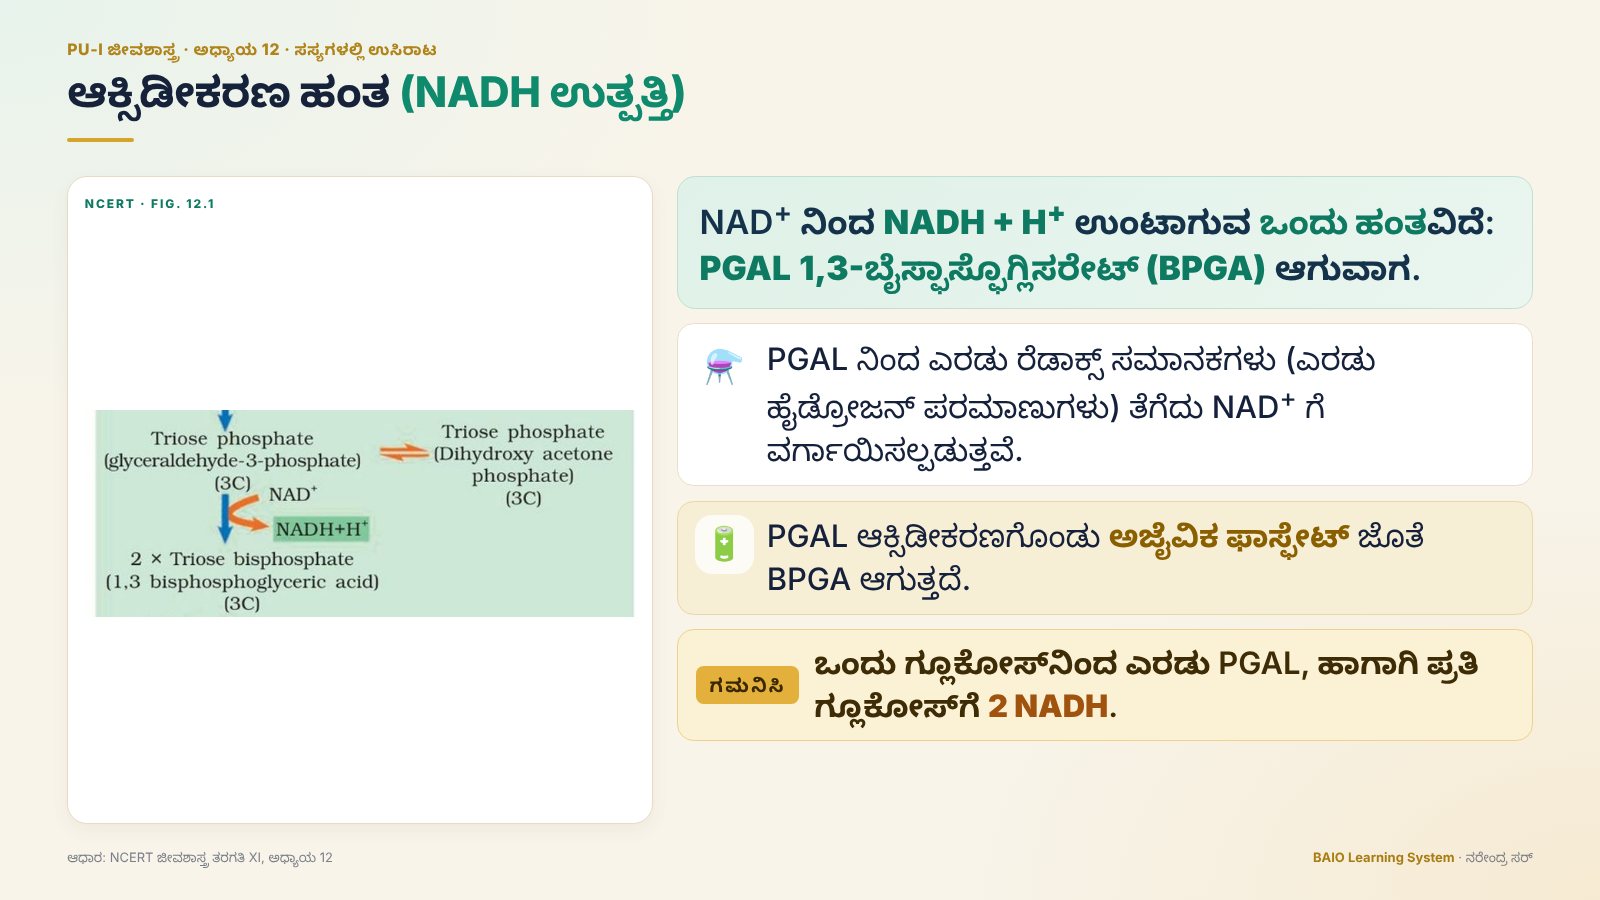 PU-I ಜೀವಶಾಸ್ತ್ರ · ಅಧ್ಯಾಯ 12 · ಸಸ್ಯಗಳಲ್ಲಿ ಉಸಿರಾಟ
ಆಕ್ಸಿಡೀಕರಣ ಹಂತ (NADH ಉತ್ಪತ್ತಿ)
NCERT · FIG. 12.1
Triose phosphate
(glyceraldehyde-3-phosphate)
(3C)
Triose phosphate
(Dihydroxy acetone
phosphate)
(3C)
NAD⁺
NADH+H⁺
2 × Triose bisphosphate
(1,3 bisphosphoglyceric acid)
(3C)
NAD⁺ ನಿಂದ NADH + H⁺ ಉಂಟಾಗುವ ಒಂದು ಹಂತವಿದೆ:
PGAL 1,3-ಬೈಸ್ಫಾಸ್ಫೊಗ್ಲಿಸರೇಟ್ (BPGA) ಆಗುವಾಗ.
PGAL ನಿಂದ ಎರಡು ರೆಡಾಕ್ಸ್ ಸಮಾನಕಗಳು (ಎರಡು
ಹೈಡ್ರೋಜನ್ ಪರಮಾಣುಗಳು) ತೆಗೆದು NAD⁺ ಗೆ
ವರ್ಗಾಯಿಸಲ್ಪಡುತ್ತವೆ.
PGAL ಆಕ್ಸಿಡೀಕರಣಗೊಂಡು ಅಜೈವಿಕ ಫಾಸ್ಫೇಟ್ ಜೊತೆ
BPGA ಆಗುತ್ತದೆ.
ಗಮನಿಸಿ
ಒಂದು ಗ್ಲೂಕೋಸ್‌ನಿಂದ ಎರಡು PGAL, ಹಾಗಾಗಿ ಪ್ರತಿ
ಗ್ಲೂಕೋಸ್‌ಗೆ 2 NADH.
ಆಧಾರ: NCERT ಜೀವಶಾಸ್ತ್ರ ತರಗತಿ XI, ಅಧ್ಯಾಯ 12
BAIO Learning System · ನರೇಂದ್ರ ಸರ್